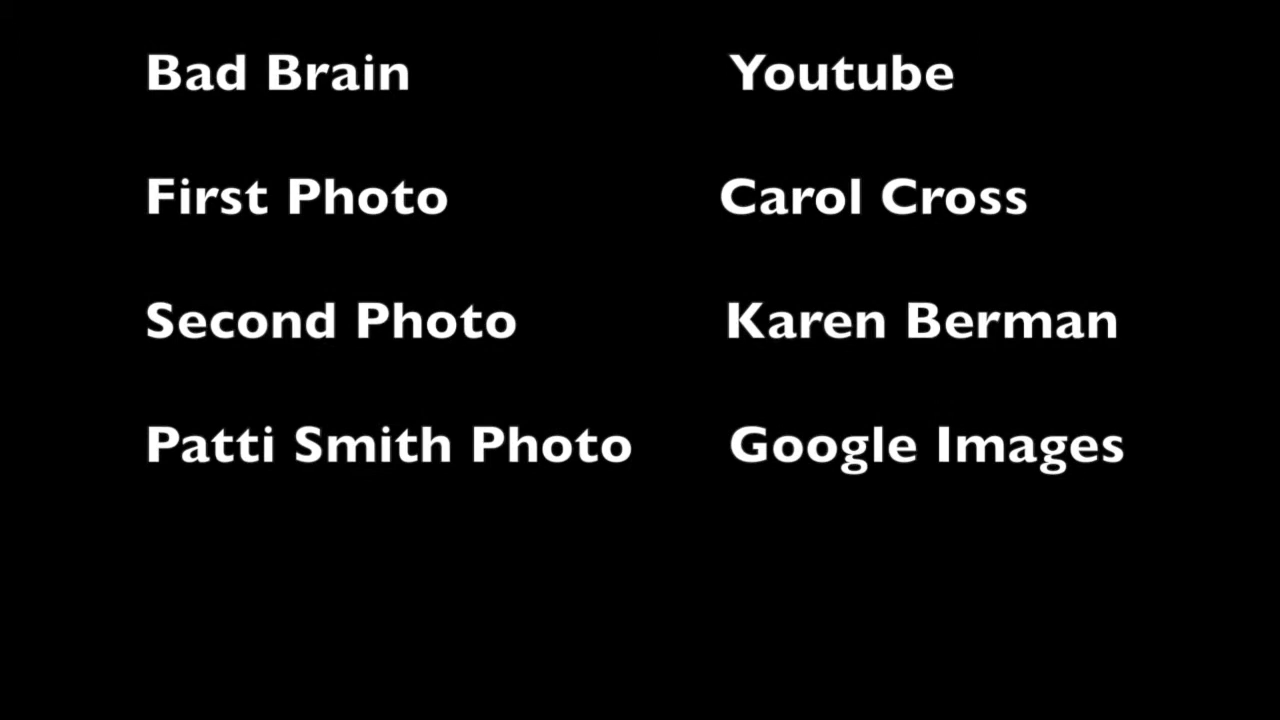 Bad Brain Youtube
First Photo Carol Cross
Second Photo Karen Berman
Patti Smith Photo Google Images